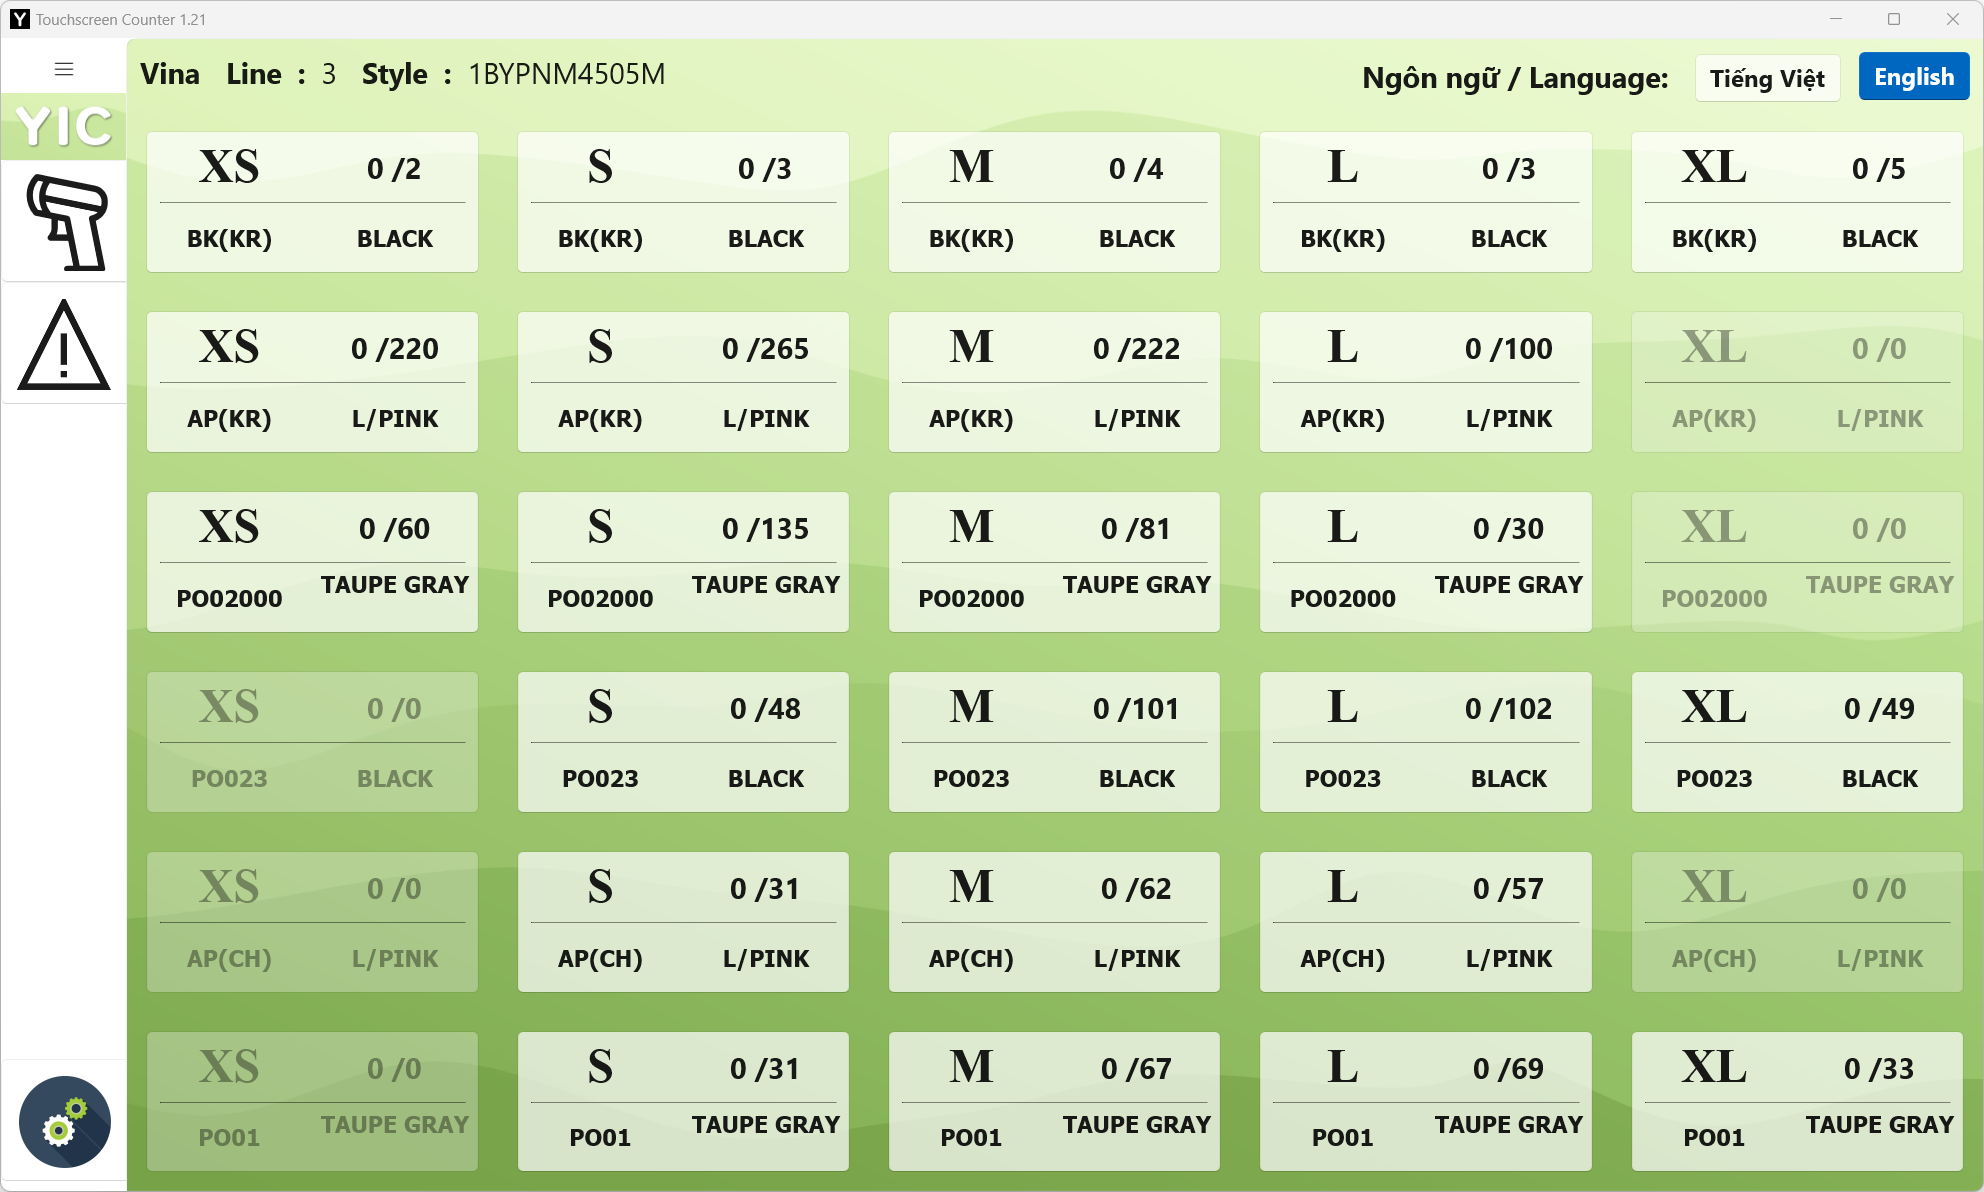 Touchscreen Counter 1.21
Vina Line : 3 Style : 1BYPNM4505M
Ngôn ngữ / Language: Tiếng Việt English
YIC
XS 0 /2 S 0 /3 M 0 /4 L 0 /3 XL 0 /5
BK(KR) BLACK BK(KR) BLACK BK(KR) BLACK BK(KR) BLACK BK(KR) BLACK
XS 0 /220 S 0 /265 M 0 /222 L 0 /100 XL 0 /0
AP(KR) L/PINK AP(KR) L/PINK AP(KR) L/PINK AP(KR) L/PINK AP(KR) L/PINK
XS 0 /60 S 0 /135 M 0 /81 L 0 /30 XL 0 /0
PO02000 TAUPE GRAY PO02000 TAUPE GRAY PO02000 TAUPE GRAY PO02000 TAUPE GRAY PO02000 TAUPE GRAY
XS 0 /0 S 0 /48 M 0 /101 L 0 /102 XL 0 /49
PO023 BLACK PO023 BLACK PO023 BLACK PO023 BLACK PO023 BLACK
XS 0 /0 S 0 /31 M 0 /62 L 0 /57 XL 0 /0
AP(CH) L/PINK AP(CH) L/PINK AP(CH) L/PINK AP(CH) L/PINK AP(CH) L/PINK
XS 0 /0 S 0 /31 M 0 /67 L 0 /69 XL 0 /33
PO01 TAUPE GRAY PO01 TAUPE GRAY PO01 TAUPE GRAY PO01 TAUPE GRAY PO01 TAUPE GRAY